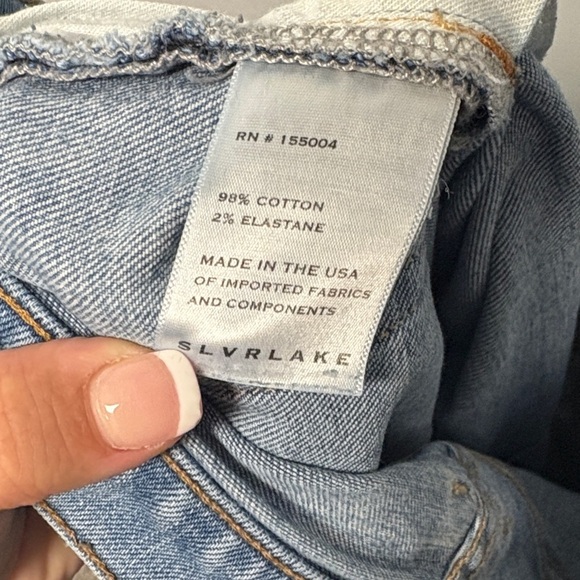 RN # 155004
98% COTTON
2% ELASTANE
MADE IN THE USA
OF IMPORTED FABRICS
AND COMPONENTS
SLVRLAKE